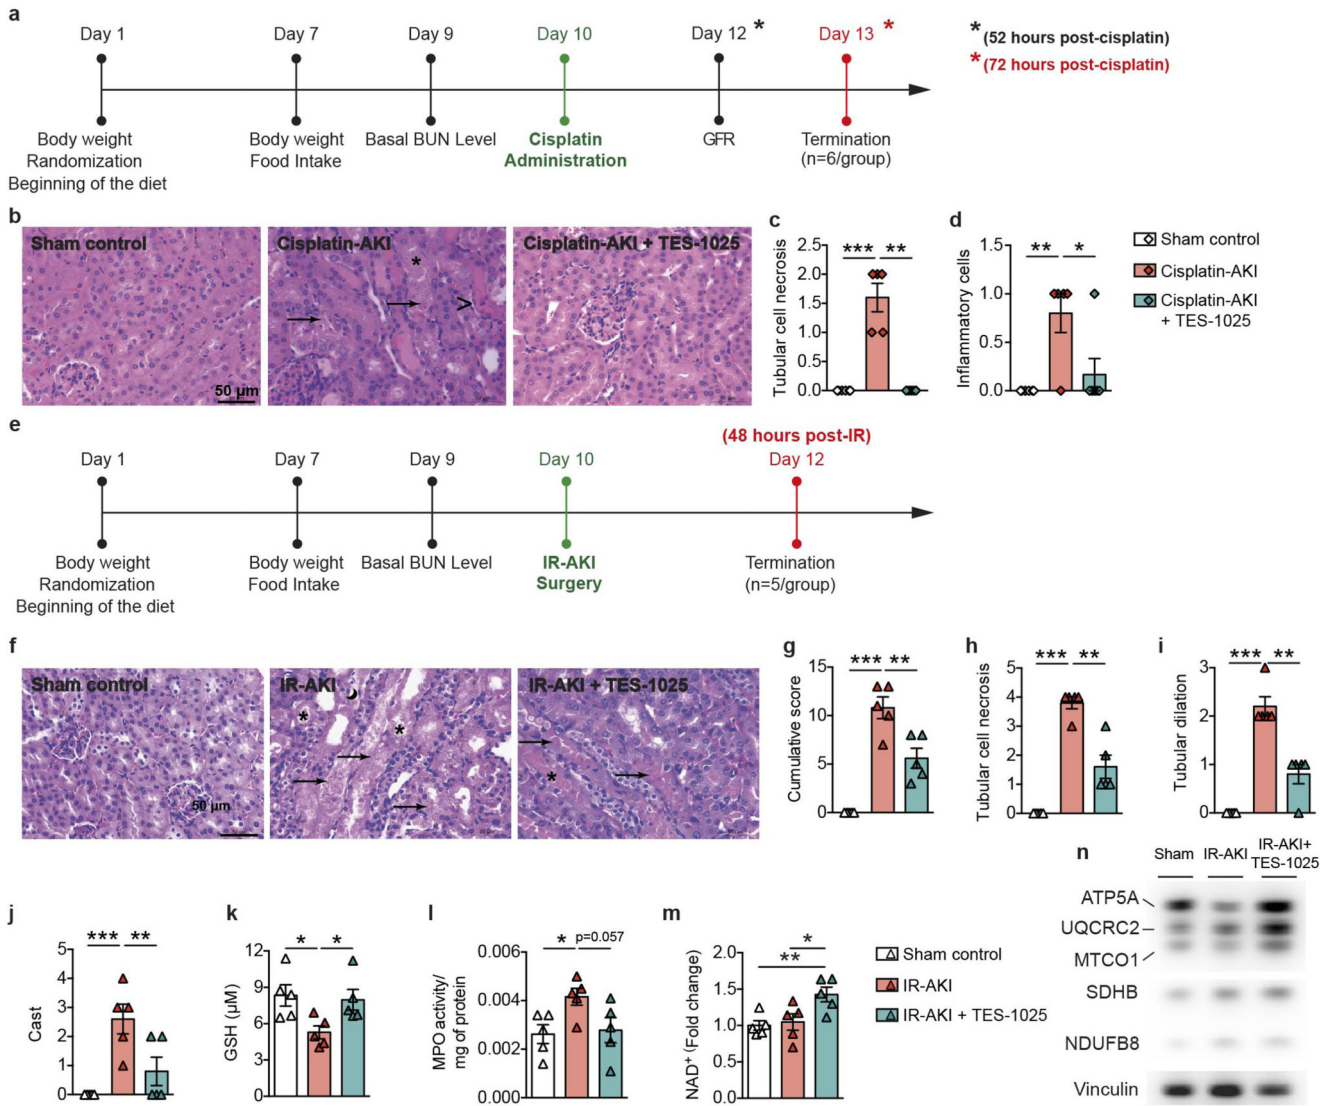 a
Day 1
Day 7
Day 9
Day 10
Day 12 *
Day 13 *
* (52 hours post-cisplatin)
* (72 hours post-cisplatin)
Body weight
Randomization
Beginning of the diet
Body weight
Food Intake
Basal BUN Level
Cisplatin
Administration
GFR
Termination
(n=6/group)
b
Sham control
50 µm
Cisplatin-AKI
*
>
Cisplatin-AKI + TES-1025
c
Tubular cell necrosis
2.5
2.0
1.5
1.0
0.5
0.0
*** **
d
Inflammatory cells
1.5
1.0
0.5
0.0
** *
Sham control
Cisplatin-AKI
Cisplatin-AKI
+ TES-1025
e
(48 hours post-IR)
Day 1
Day 7
Day 9
Day 10
Day 12
Body weight
Randomization
Beginning of the diet
Body weight
Food Intake
Basal BUN Level
IR-AKI
Surgery
Termination
(n=5/group)
f
Sham control
50 µm
IR-AKI
*
*
IR-AKI + TES-1025
*
g
Cumulative score
15
10
5
0
*** **
h
Tubular cell necrosis
5
4
3
2
1
0
*** **
i
Tubular dilation
3
2
1
0
*** **
j
Cast
5
4
3
2
1
0
*** **
k
GSH (µM)
12
9
6
3
0
* *
l
MPO activity/
mg of protein
0.006
0.004
0.002
0.000
* p=0.057
m
NAD⁺ (Fold change)
2.0
1.5
1.0
0.5
0.0
*
**
Sham control
IR-AKI
IR-AKI + TES-1025
n
Sham
IR-AKI
IR-AKI+
TES-1025
ATP5A
UQCRC2
MTCO1
SDHB
NDUFB8
Vinculin